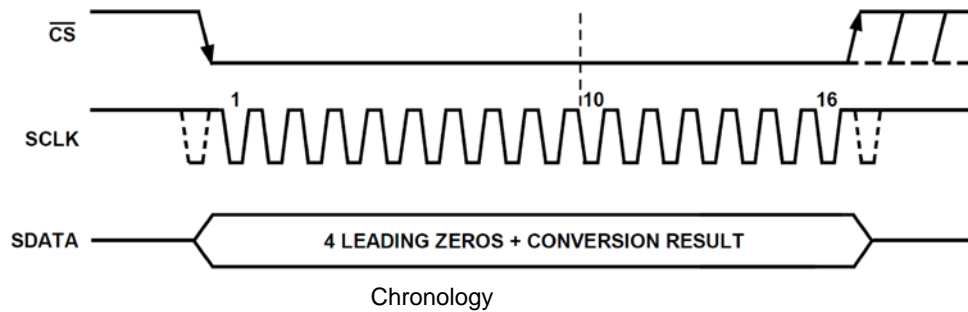 CS
1
10
16
SCLK
SDATA
4 LEADING ZEROS + CONVERSION RESULT
Chronology